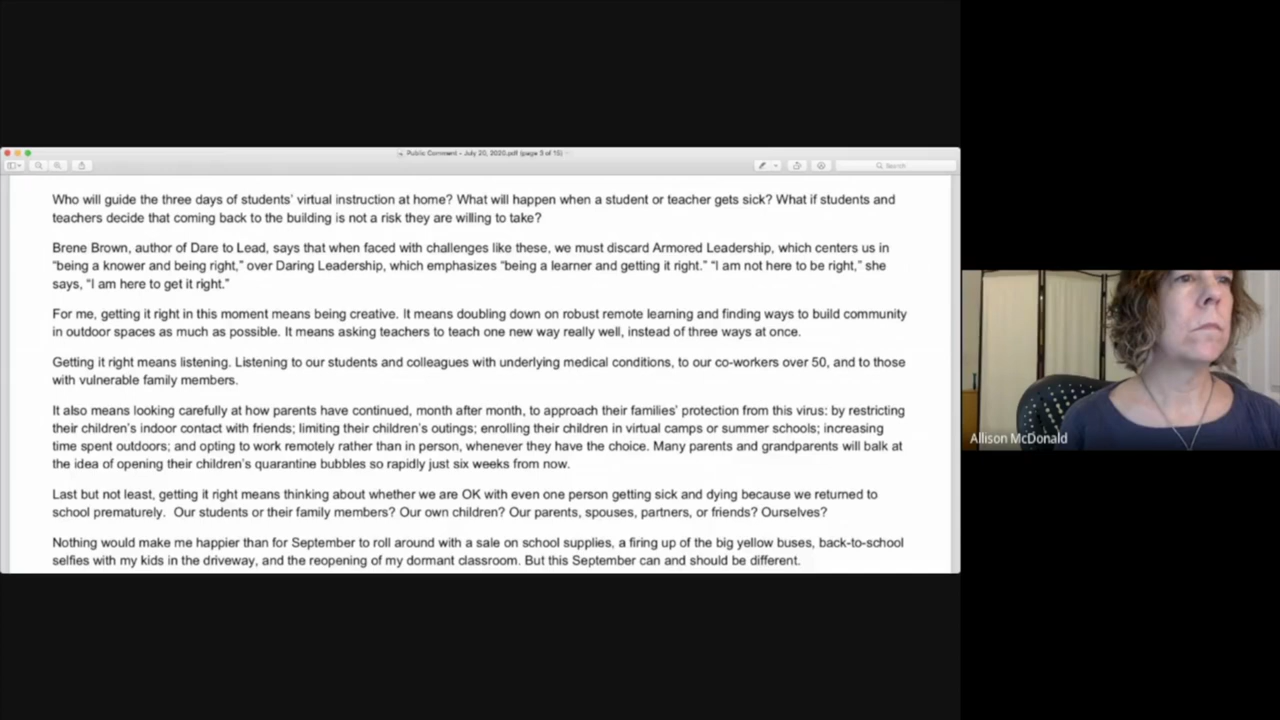 Public Comment - July 20, 2020.pdf (page 3 of 15)
Search
Who will guide the three days of students' virtual instruction at home? What will happen when a student or teacher gets sick? What if students and
teachers decide that coming back to the building is not a risk they are willing to take?
Brene Brown, author of Dare to Lead, says that when faced with challenges like these, we must discard Armored Leadership, which centers us in
“being a knower and being right,” over Daring Leadership, which emphasizes “being a learner and getting it right.” “I am not here to be right,” she
says, “I am here to get it right.”
For me, getting it right in this moment means being creative. It means doubling down on robust remote learning and finding ways to build community
in outdoor spaces as much as possible. It means asking teachers to teach one new way really well, instead of three ways at once.
Getting it right means listening. Listening to our students and colleagues with underlying medical conditions, to our co-workers over 50, and to those
with vulnerable family members.
It also means looking carefully at how parents have continued, month after month, to approach their families' protection from this virus: by restricting
their children's indoor contact with friends; limiting their children's outings; enrolling their children in virtual camps or summer schools; increasing
time spent outdoors; and opting to work remotely rather than in person, whenever they have the choice. Many parents and grandparents will balk at
the idea of opening their children's quarantine bubbles so rapidly just six weeks from now.
Last but not least, getting it right means thinking about whether we are OK with even one person getting sick and dying because we returned to
school prematurely.  Our students or their family members? Our own children? Our parents, spouses, partners, or friends? Ourselves?
Nothing would make me happier than for September to roll around with a sale on school supplies, a firing up of the big yellow buses, back-to-school
selfies with my kids in the driveway, and the reopening of my dormant classroom. But this September can and should be different.
Allison McDonald